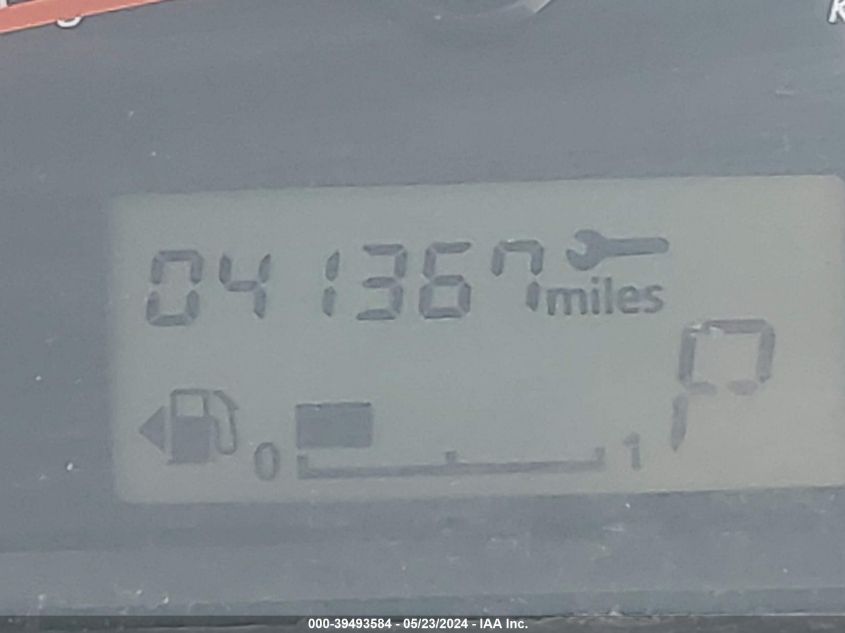 041367 miles
P
0 1
000-39493584 - 05/23/2024 - IAA Inc.